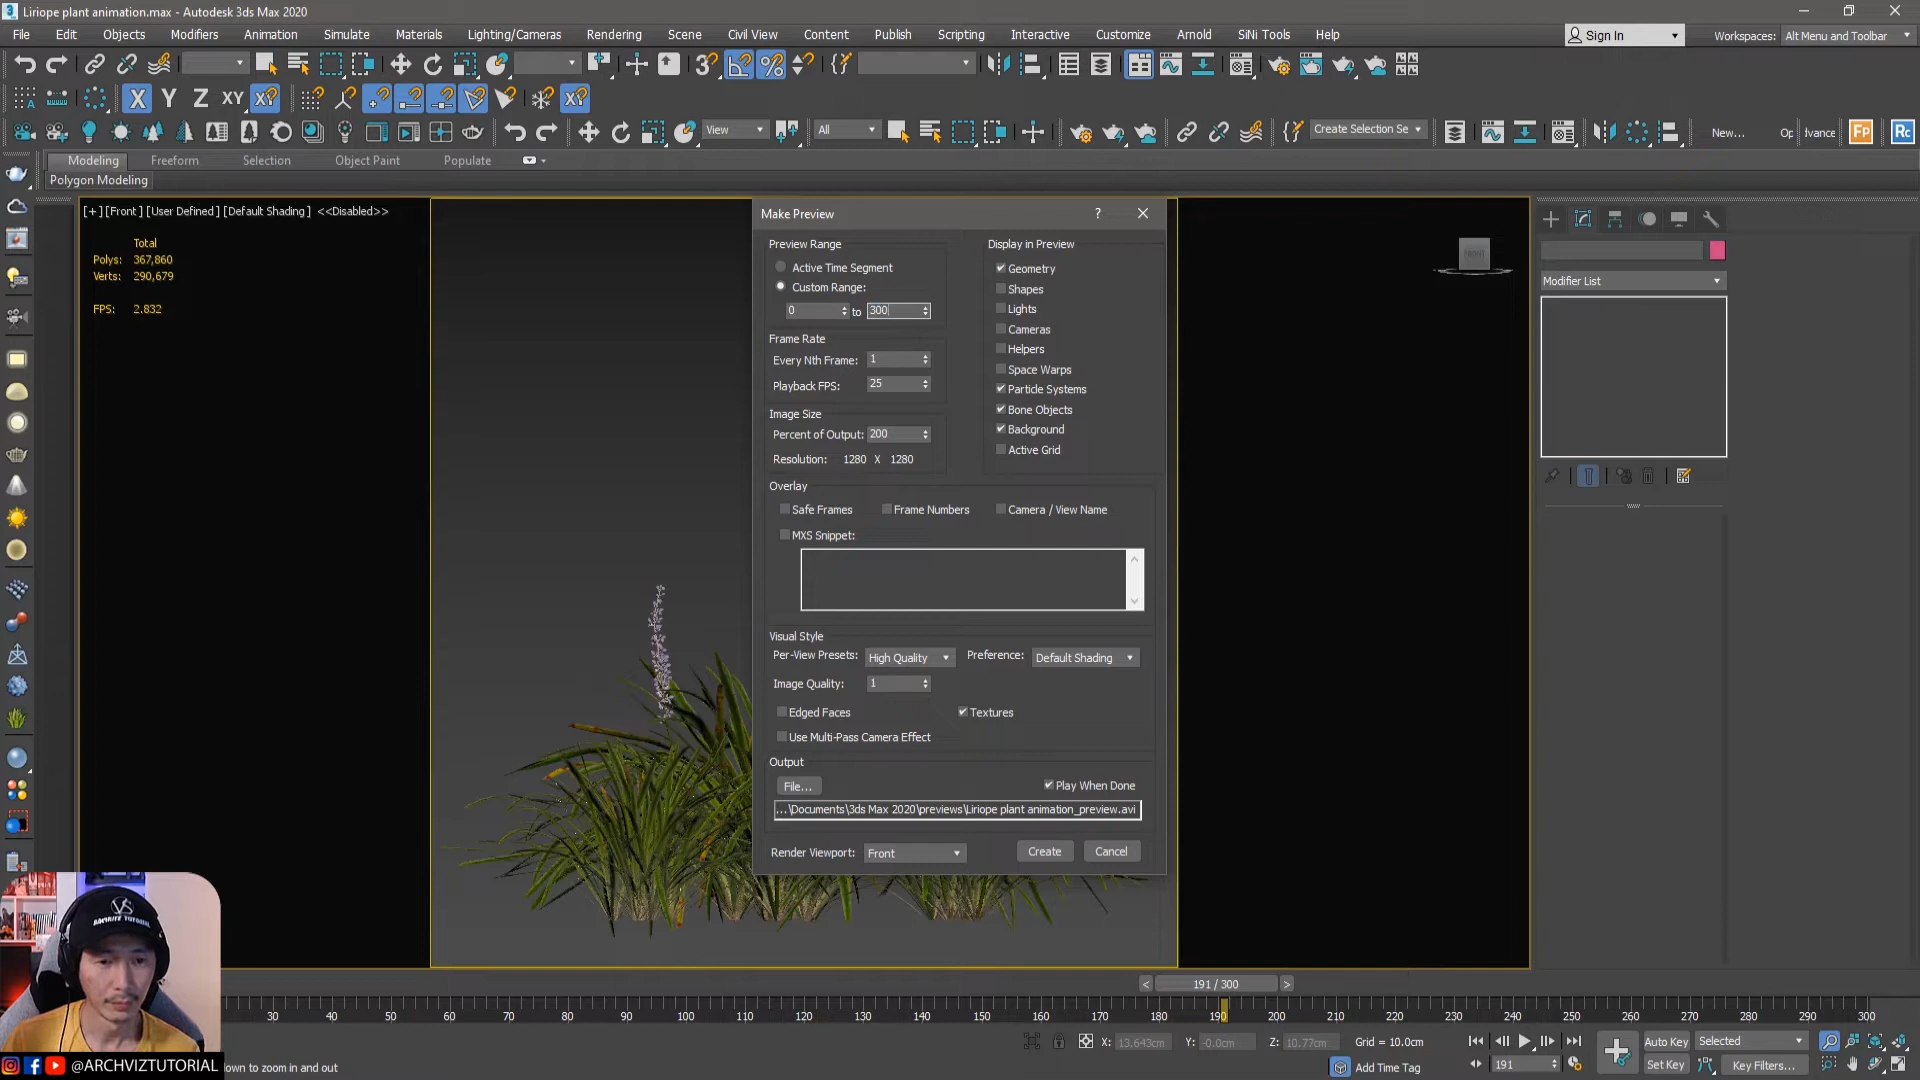 Liriope plant animation.max - Autodesk 3ds Max 2020
File Edit Objects Modifiers Animation Simulate Materials Lighting/Cameras Rendering Scene Civil View Content Publish Scripting Interactive Customize Arnold SiNi Tools Help
Sign In
Workspaces: Alt Menu and Toolbar
X Y Z XY
View
All
Create Selection Se
New...
Op
Fp
Rc
Modeling Freeform Selection Object Paint Populate
Polygon Modeling
[+] [Front] [User Defined] [Default Shading] <<Disabled>>
Total
Polys: 367,860
Verts: 290,679
FPS: 2.832
FRONT
Modifier List
Make Preview
?
Preview Range
Active Time Segment
Custom Range:
0 to 300
Frame Rate
Every Nth Frame: 1
Playback FPS: 25
Image Size
Percent of Output: 200
Resolution: 1280 X 1280
Display in Preview
Geometry
Shapes
Lights
Cameras
Helpers
Space Warps
Particle Systems
Bone Objects
Background
Active Grid
Overlay
Safe Frames Frame Numbers Camera / View Name
MXS Snippet:
Visual Style
Per-View Presets: High Quality Preference: Default Shading
Image Quality: 1
Edged Faces Textures
Use Multi-Pass Camera Effect
Output
File... Play When Done
...\Documents\3ds Max 2020\previews\Liriope plant animation_preview.avi
Render Viewport: Front Create Cancel
< 191 / 300 >
30 40 50 60 70 80 90 100 110 120 130 140 150 160 170 180 190 200 210 220 230 240 250 260 270 280 290 300
X: 13.643cm Y: -0.0cm Z: 10.77cm Grid = 10.0cm
Auto Key Selected
Add Time Tag
191
Set Key Key Filters...
ARCHVIZ TUTORIAL
@ARCHVIZTUTORIAL
down to zoom in and out